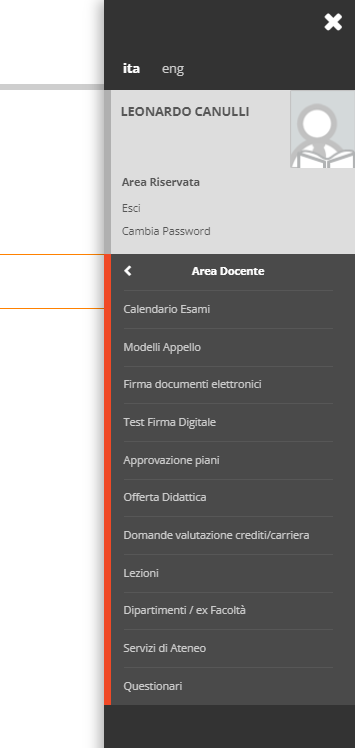 ita eng
LEONARDO CANULLI
Area Riservata
Esci
Cambia Password
Area Docente
Calendario Esami
Modelli Appello
Firma documenti elettronici
Test Firma Digitale
Approvazione piani
Offerta Didattica
Domande valutazione crediti/carriera
Lezioni
Dipartimenti / ex Facoltà
Servizi di Ateneo
Questionari